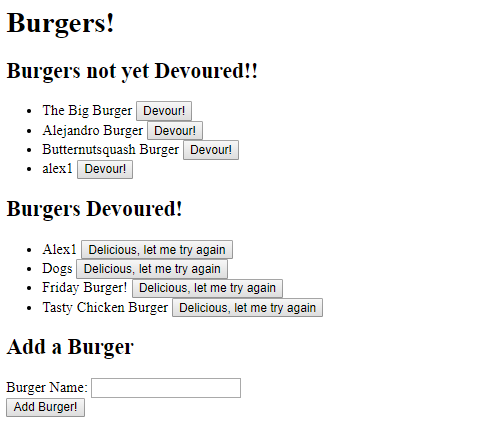 Burgers!
Burgers not yet Devoured!!
The Big Burger Devour!
Alejandro Burger Devour!
Butternutsquash Burger Devour!
alex1 Devour!
Burgers Devoured!
Alex1 Delicious, let me try again
Dogs Delicious, let me try again
Friday Burger! Delicious, let me try again
Tasty Chicken Burger Delicious, let me try again
Add a Burger
Burger Name:
Add Burger!